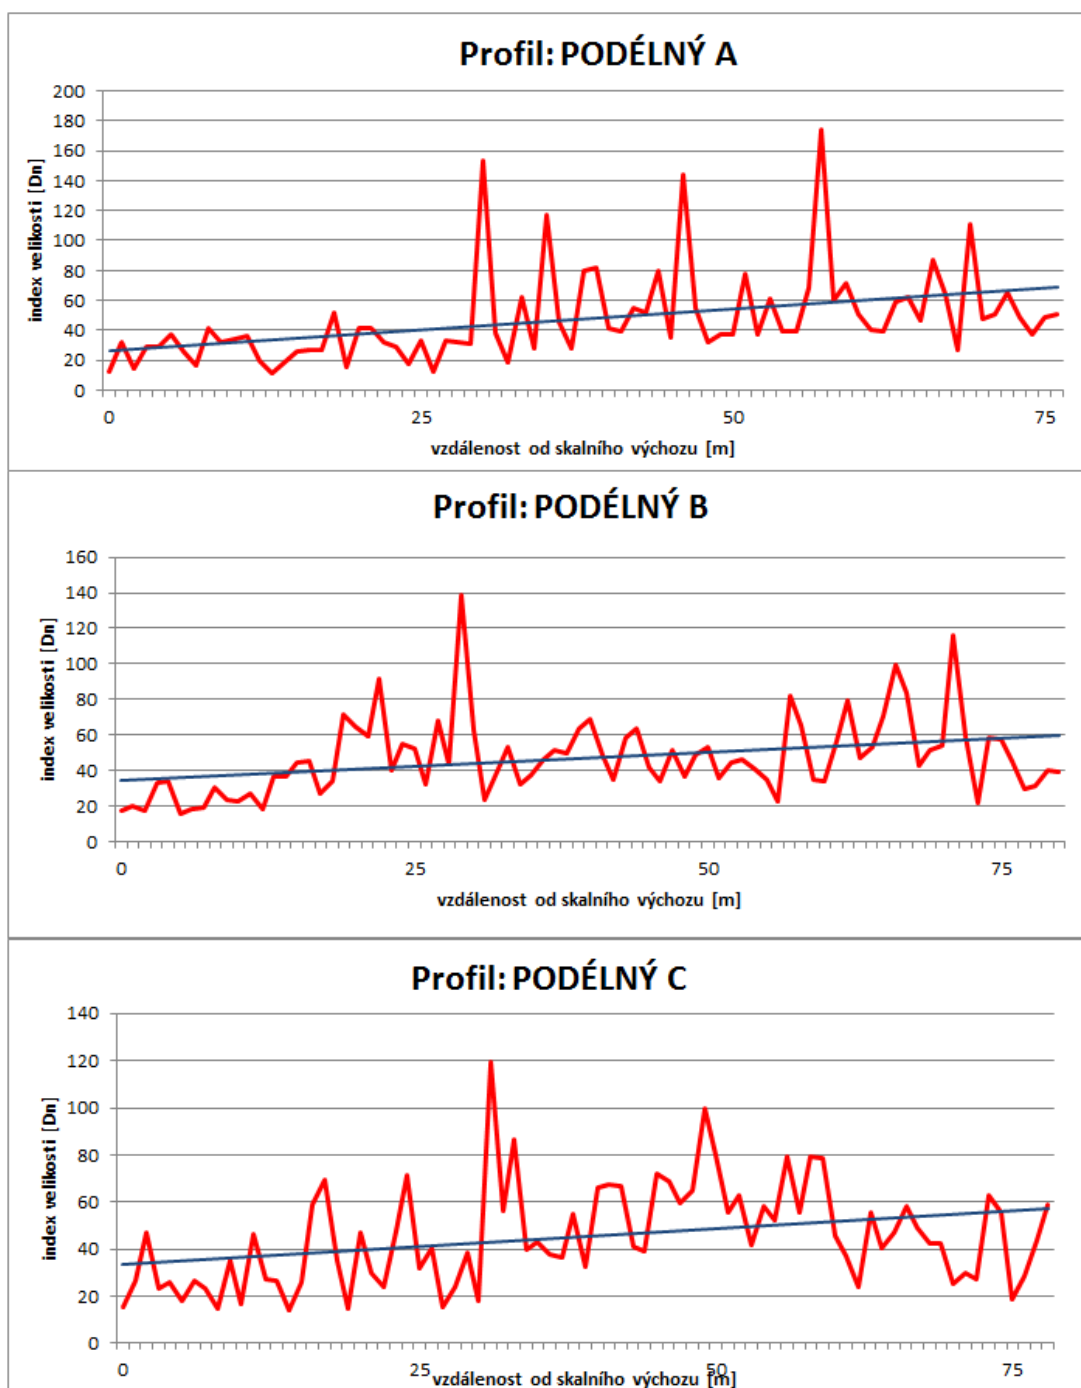 Profil: PODÉLNÝ A
200
180
160
140
120
100
80
60
40
20
0
index velikosti [Dn]
0 25 50 75
vzdálenost od skalního výchozu [m]
Profil: PODÉLNÝ B
160
140
120
100
80
60
40
20
0
index velikosti [Dn]
0 25 50 75
vzdálenost od skalního výchozu [m]
Profil: PODÉLNÝ C
140
120
100
80
60
40
20
0
index velikosti [Dn]
0 25 50 75
vzdálenost od skalního výchozu [m]